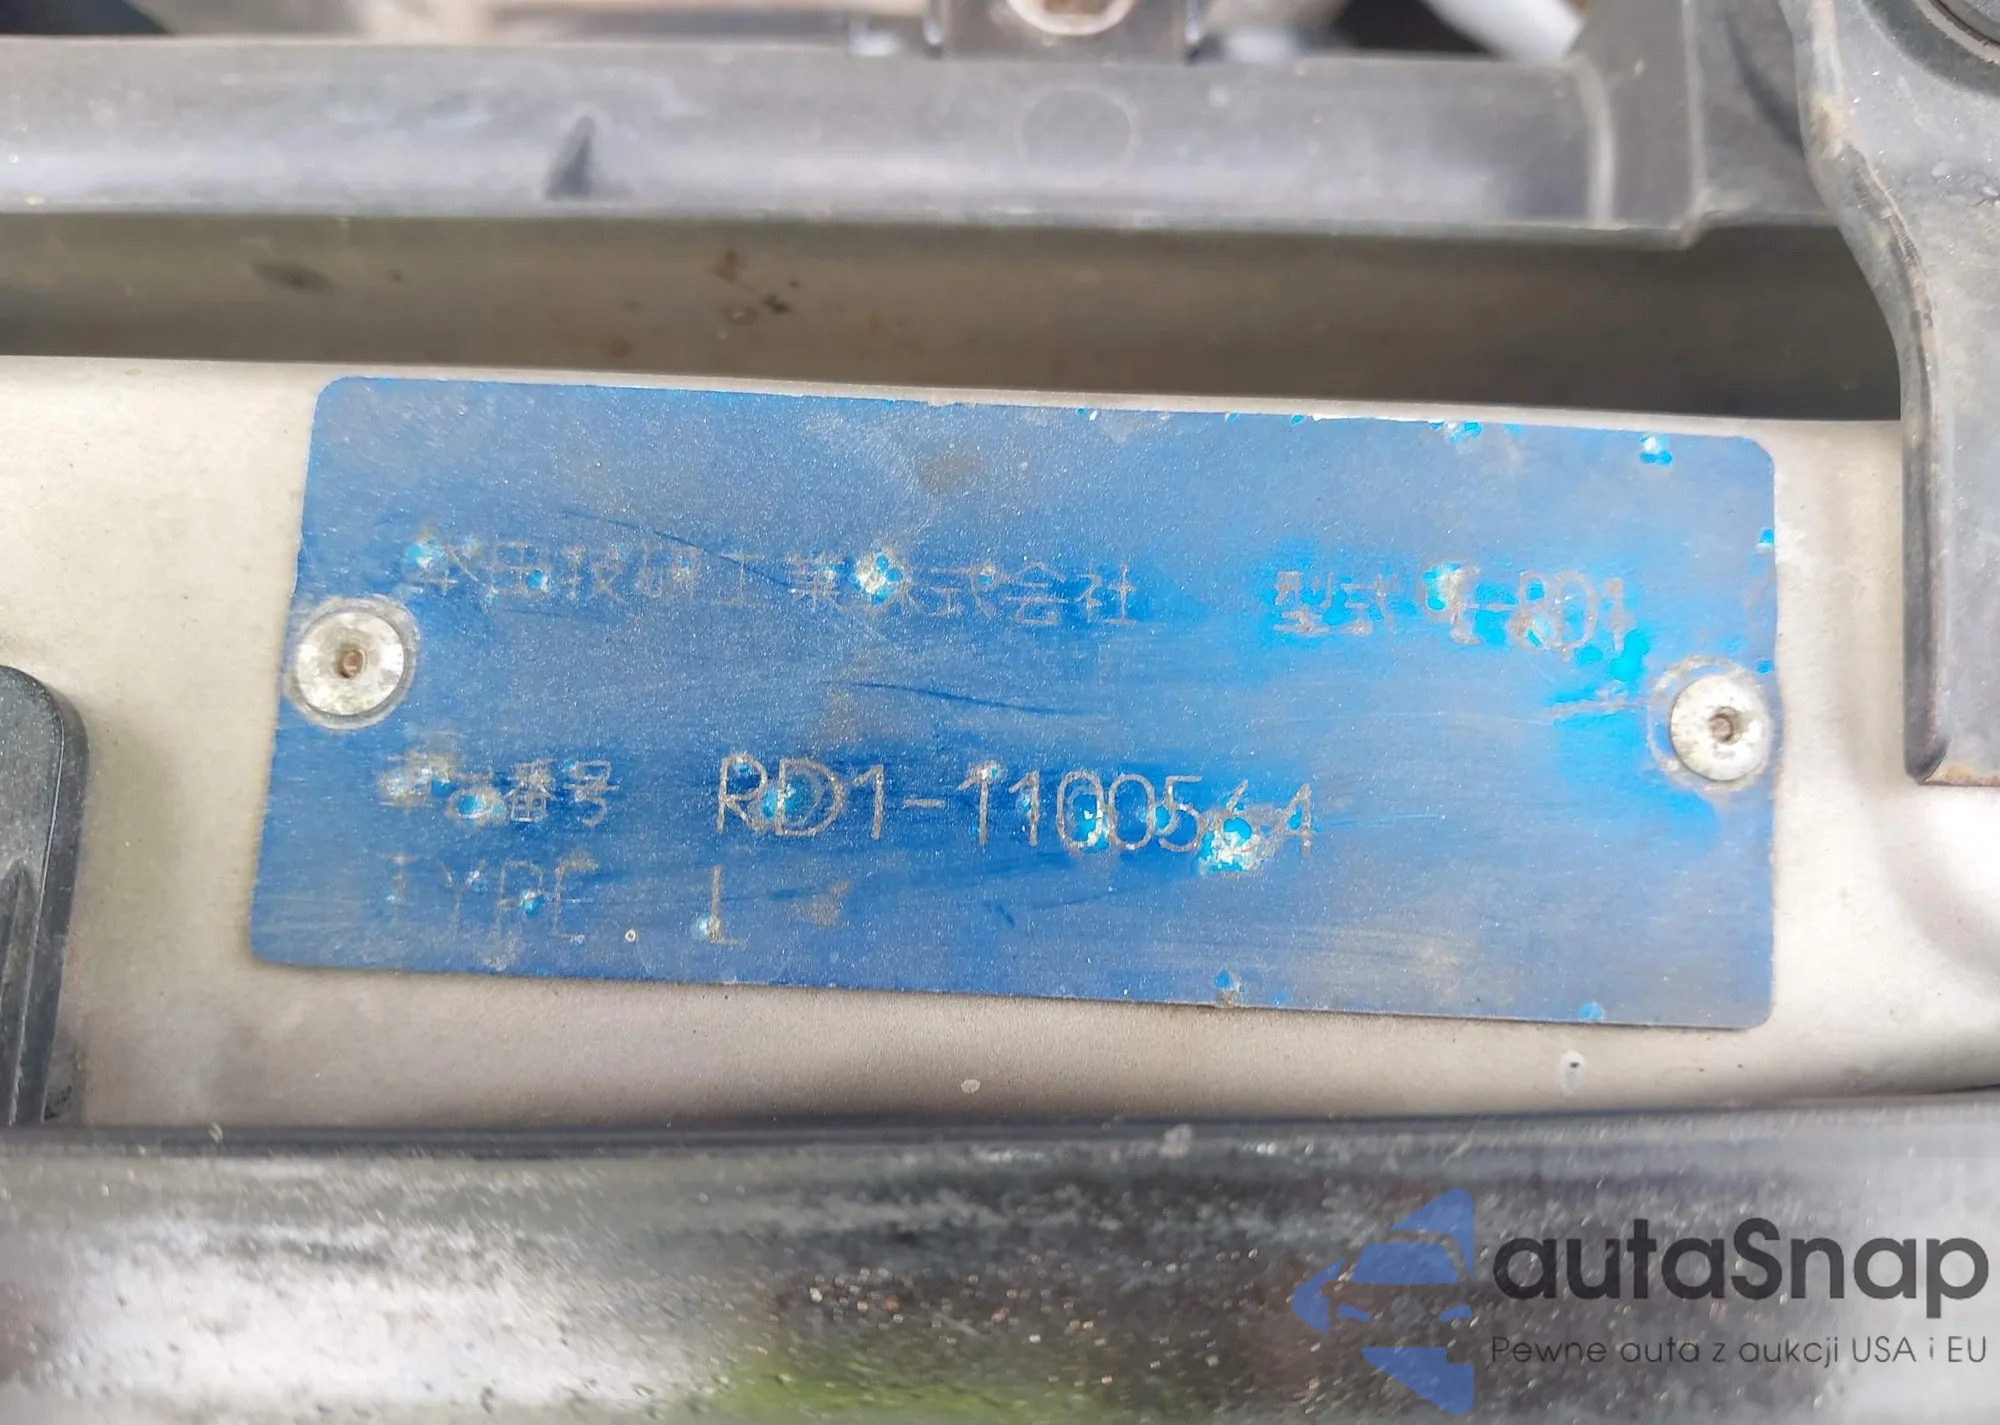 本田技研工業株式会社 型式 E-RD1
車台番号 RD1-1100564
TYPE L
autaSnap
Pewne auta z aukcji USA i EU